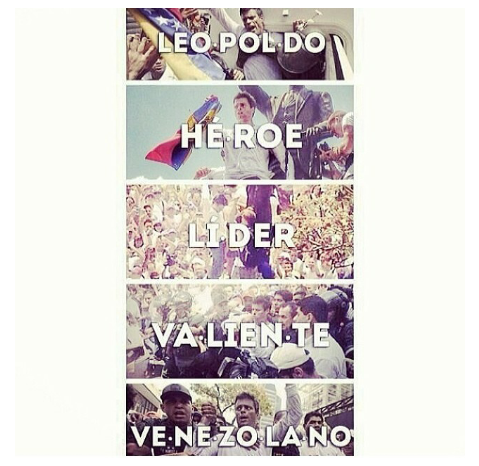 LEO·POL·DO
HÉ·ROE
LÍ·DER
VA·LIEN·TE
VE·NE·ZO·LA·NO